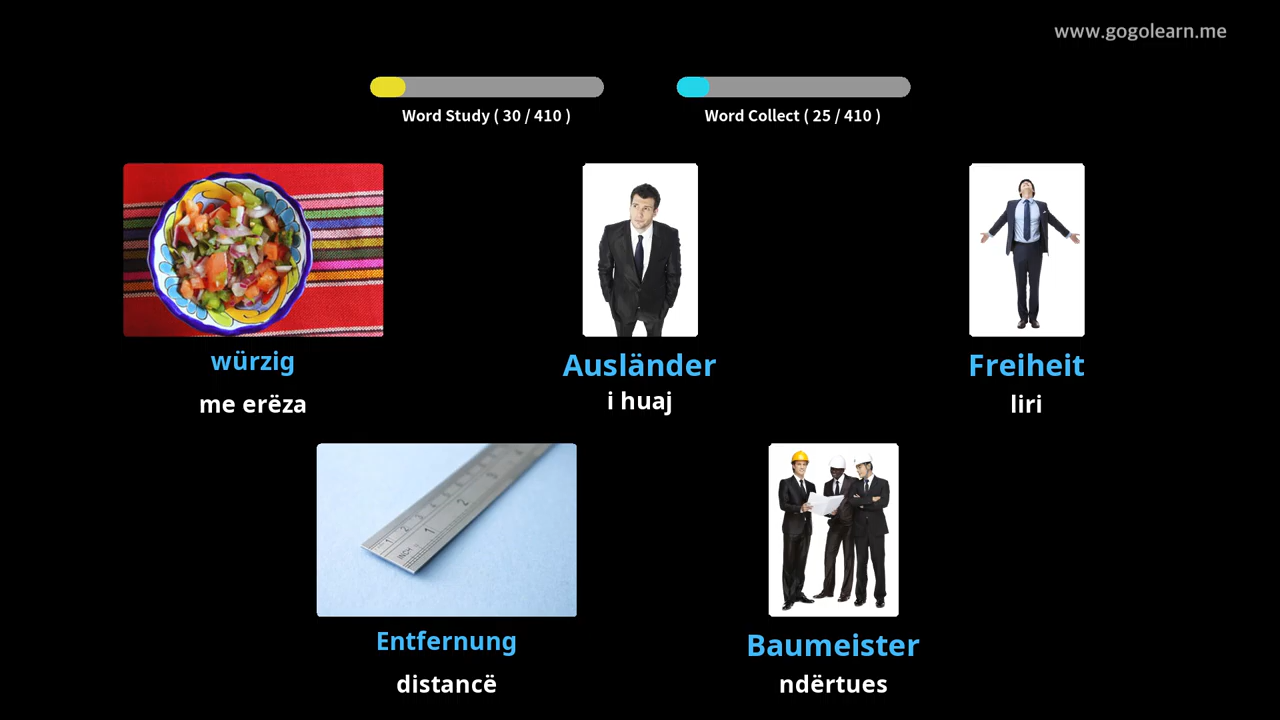 www.gogolearn.me
Word Study ( 30 / 410 )
Word Collect ( 25 / 410 )
würzig
me erëza
Ausländer
i huaj
Freiheit
liri
Entfernung
distancë
Baumeister
ndërtues